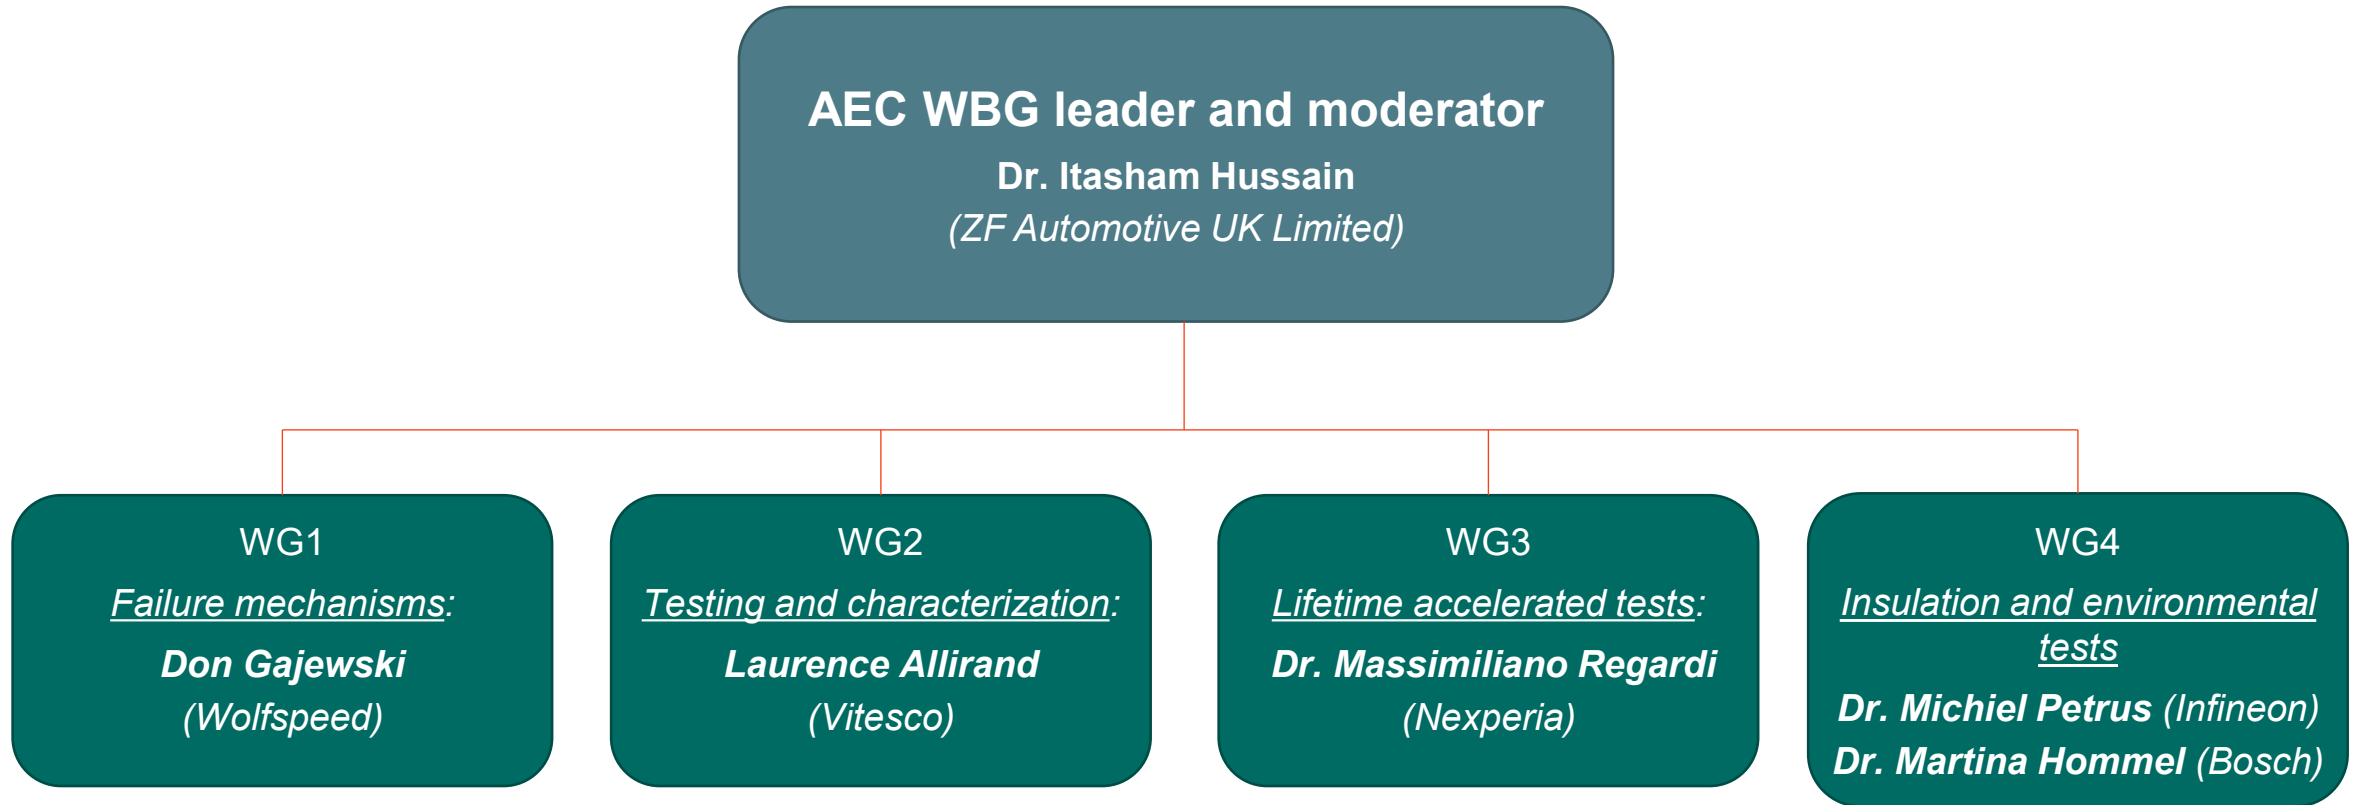 AEC WBG leader and moderator
Dr. Itasham Hussain
(ZF Automotive UK Limited)
WG1
Failure mechanisms:
Don Gajewski
(Wolfspeed)
WG2
Testing and characterization:
Laurence Allirand
(Vitesco)
WG3
Lifetime accelerated tests:
Dr. Massimiliano Regardi
(Nexperia)
WG4
Insulation and environmental
tests
Dr. Michiel Petrus (Infineon)
Dr. Martina Hommel (Bosch)